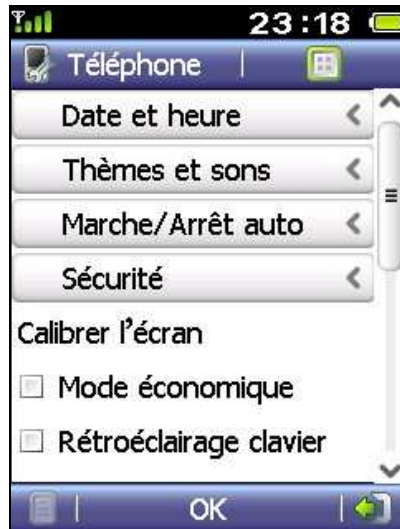 23:18
Téléphone
Date et heure
Thèmes et sons
Marche/Arrêt auto
Sécurité
Calibrer l'écran
Mode économique
Rétroéclairage clavier
OK